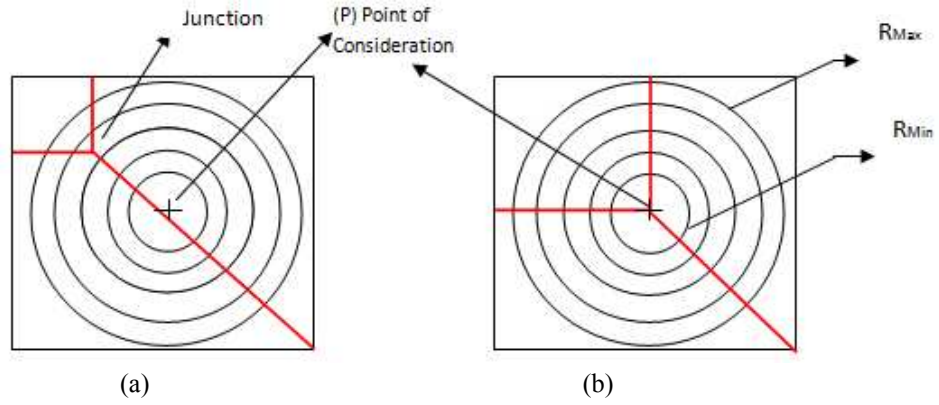 Junction
(P) Point of
Consideration
RMax
RMin
(a)
(b)